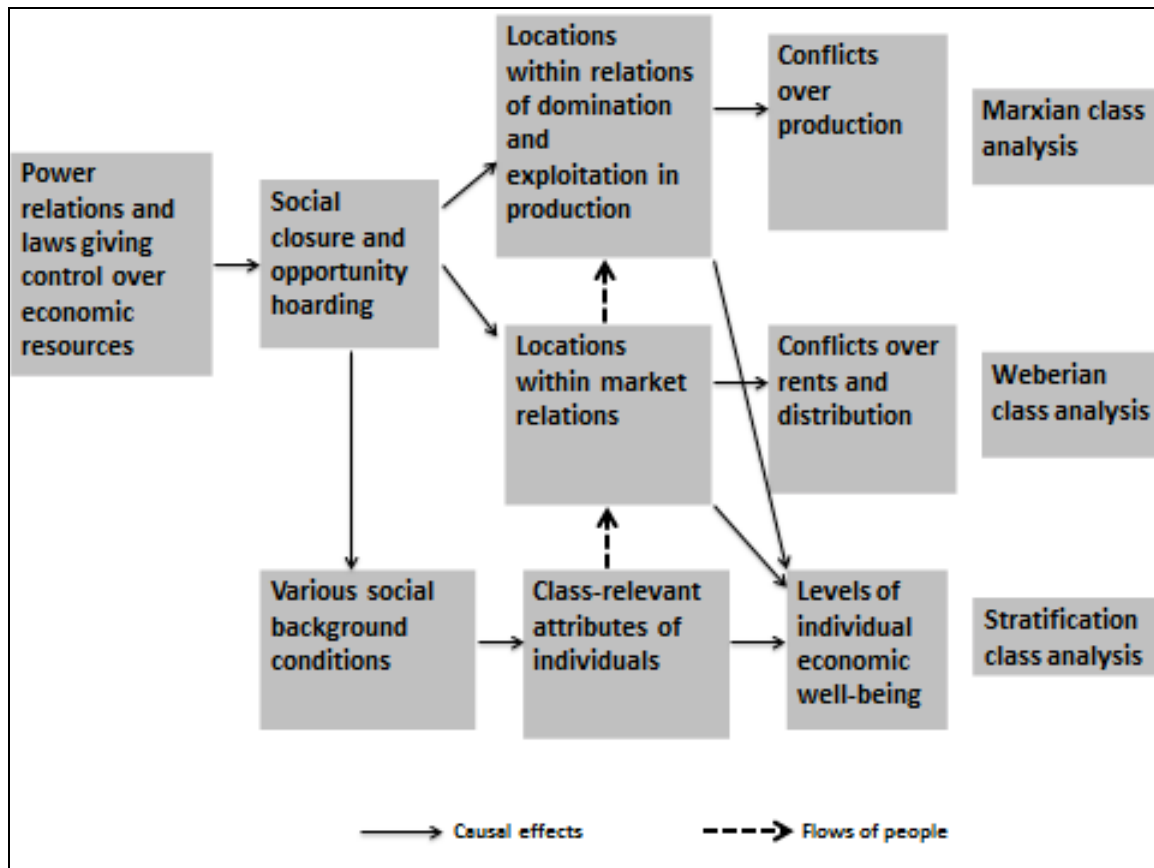 Power
relations and
laws giving
control over
economic
resources
Social
closure and
opportunity
hoarding
Locations
within relations
of domination
and
exploitation in
production
Conflicts
over
production
Marxian class
analysis
Locations
within market
relations
Conflicts over
rents and
distribution
Weberian
class analysis
Various social
background
conditions
Class-relevant
attributes of
individuals
Levels of
individual
economic
well-being
Stratification
class analysis
Causal effects
Flows of people